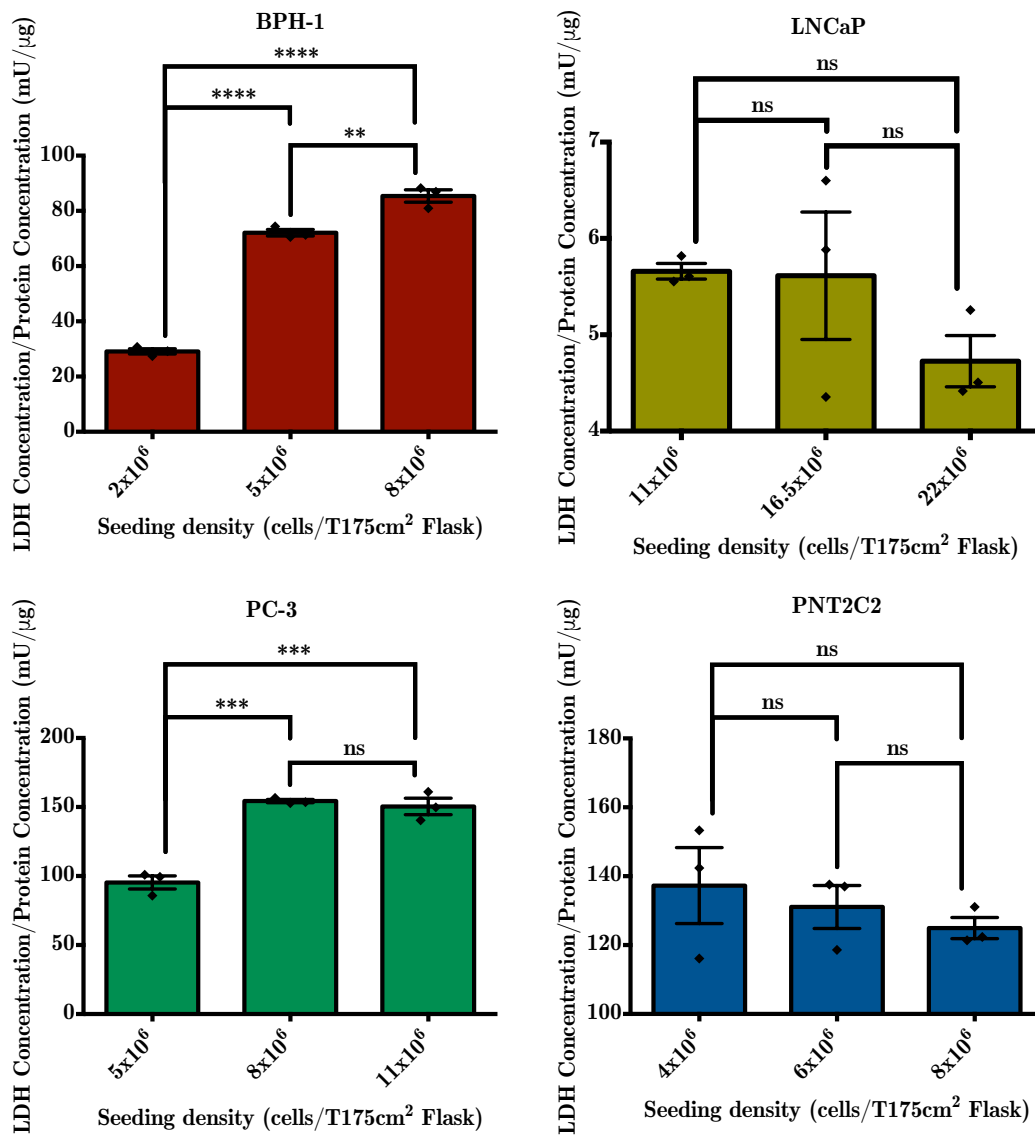 BPH-1
LDH Concentration/Protein Concentration (mU/μg)
****
****
**
100
80
60
40
20
0
2x10⁶
5x10⁶
8x10⁶
Seeding density (cells/T175cm² Flask)
LNCaP
LDH Concentration/Protein Concentration (mU/μg)
ns
ns
ns
7
6
5
4
11x10⁶
16.5x10⁶
22x10⁶
Seeding density (cells/T175cm² Flask)
PC-3
LDH Concentration/Protein Concentration (mU/μg)
***
***
ns
200
150
100
50
0
5x10⁶
8x10⁶
11x10⁶
Seeding density (cells/T175cm² Flask)
PNT2C2
LDH Concentration/Protein Concentration (mU/μg)
ns
ns
ns
180
160
140
120
100
4x10⁶
6x10⁶
8x10⁶
Seeding density (cells/T175cm² Flask)